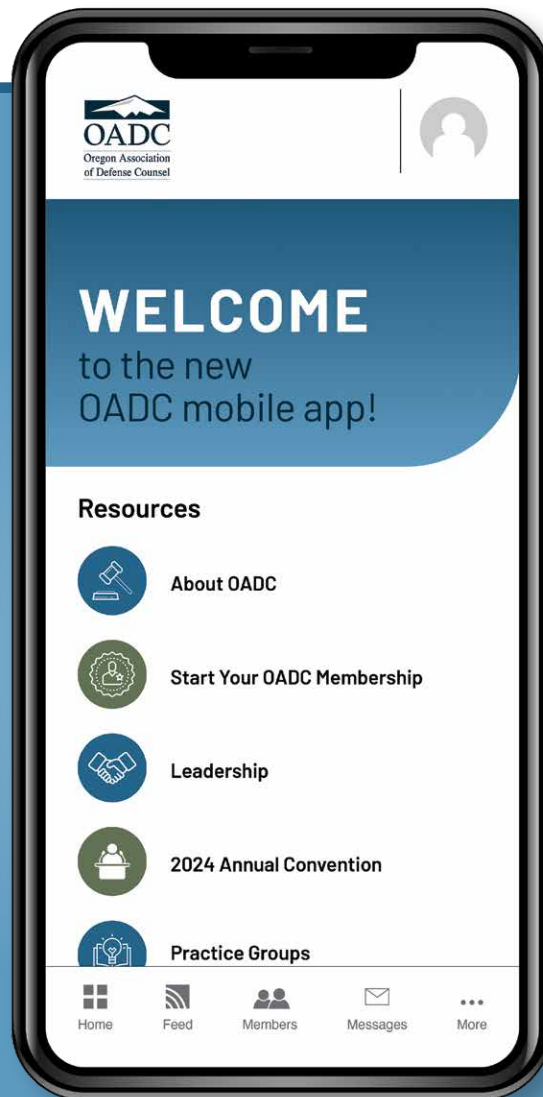 OADC
Oregon Association
of Defense Counsel
WELCOME
to the new
OADC mobile app!
Resources
About OADC
Start Your OADC Membership
Leadership
2024 Annual Convention
Practice Groups
Home
Feed
Members
Messages
More